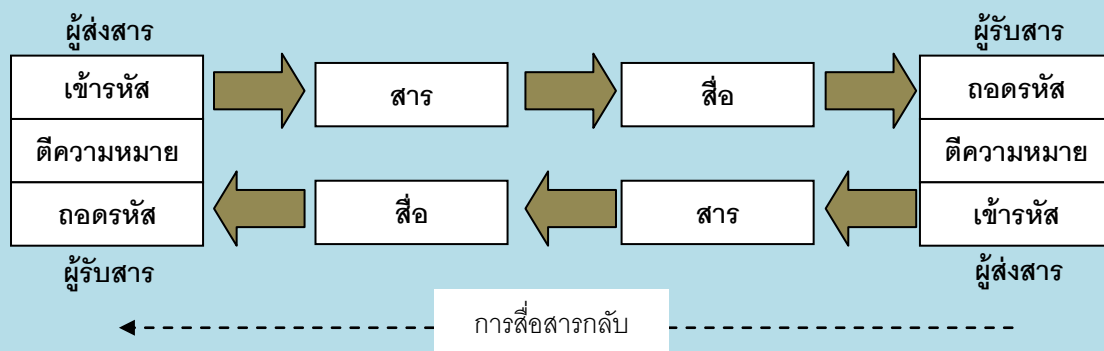 ผู้ส่งสาร ผู้รับสาร
เข้ารหัส สาร สื่อ ถอดรหัส
ตีความหมาย ตีความหมาย
ถอดรหัส สื่อ สาร เข้ารหัส
ผู้รับสาร ผู้ส่งสาร
การสื่อสารกลับ